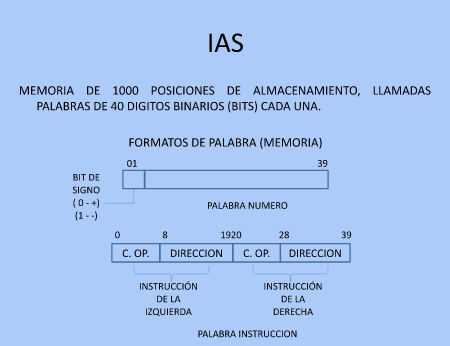 IAS
MEMORIA DE 1000 POSICIONES DE ALMACENAMIENTO, LLAMADAS
PALABRAS DE 40 DIGITOS BINARIOS (BITS) CADA UNA.
FORMATOS DE PALABRA (MEMORIA)
01 39
BIT DE
SIGNO
( 0 - +)
(1 - -)
PALABRA NUMERO
0 8 1920 28 39
C. OP. DIRECCION C. OP. DIRECCION
INSTRUCCIÓN
DE LA
IZQUIERDA
INSTRUCCIÓN
DE LA
DERECHA
PALABRA INSTRUCCION